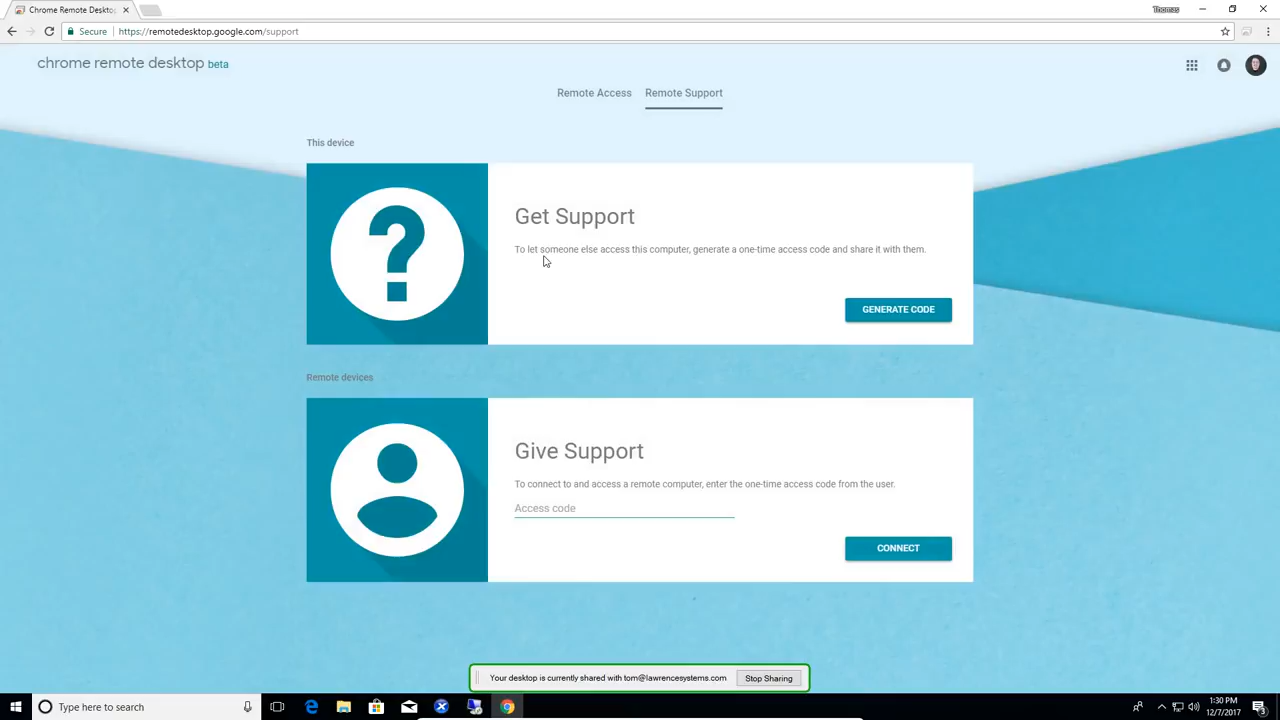 Chrome Remote Desktop
Thomas
Secure
https://remotedesktop.google.com/support
chrome remote desktop beta
Remote Access
Remote Support
This device
Get Support
To let someone else access this computer, generate a one-time access code and share it with them.
GENERATE CODE
Remote devices
Give Support
To connect to and access a remote computer, enter the one-time access code from the user.
Access code
CONNECT
Your desktop is currently shared with tom@lawrencesystems.com
Stop Sharing
Type here to search
1:30 PM
12/7/2017